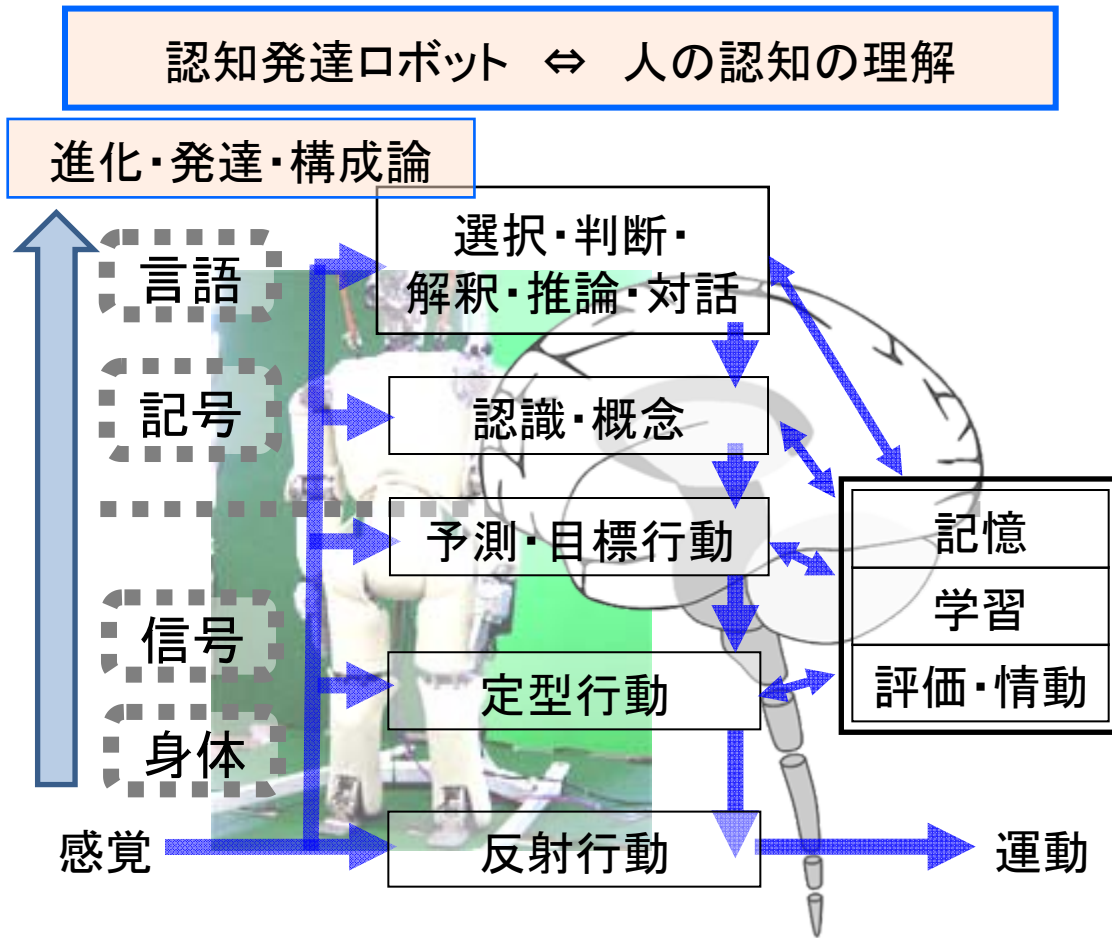 認知発達ロボット ⇔ 人の認知の理解
進化・発達・構成論
選択・判断・
解釈・推論・対話
言語
記号
認識・概念
予測・目標行動
記憶
学習
信号
定型行動
評価・情動
身体
感覚
反射行動
運動